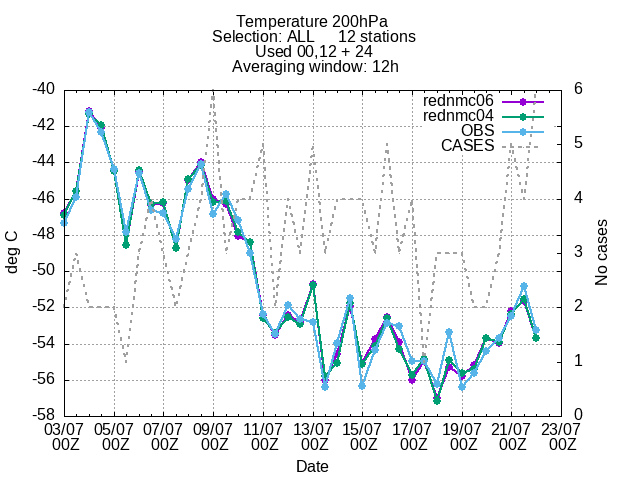 Temperature 200hPa
Selection: ALL 12 stations
Used 00,12 + 24
Averaging window: 12h
rednmc06
rednmc04
OBS
CASES
-40
-42
-44
-46
-48
-50
-52
-54
-56
-58
deg C
6
5
4
3
2
1
0
No cases
03/07 05/07 07/07 09/07 11/07 13/07 15/07 17/07 19/07 21/07 23/07
00Z 00Z 00Z 00Z 00Z 00Z 00Z 00Z 00Z 00Z 00Z
Date